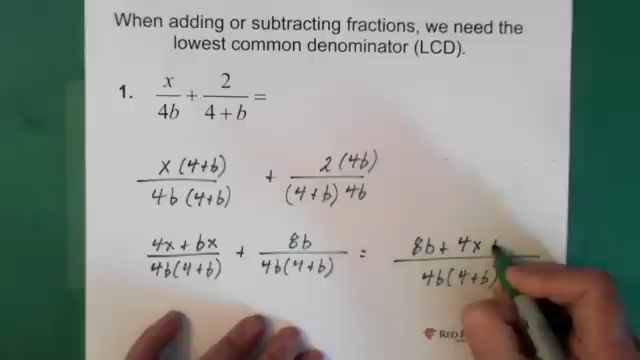 When adding or subtracting fractions, we need the
lowest common denominator (LCD).
1. x/4b + 2/(4 + b) =
x(4+b)/4b(4+b) + 2(4b)/(4+b)4b
4x + bx/4b(4+b) + 8b/4b(4+b) = 8b + 4x +/4b(4+b)